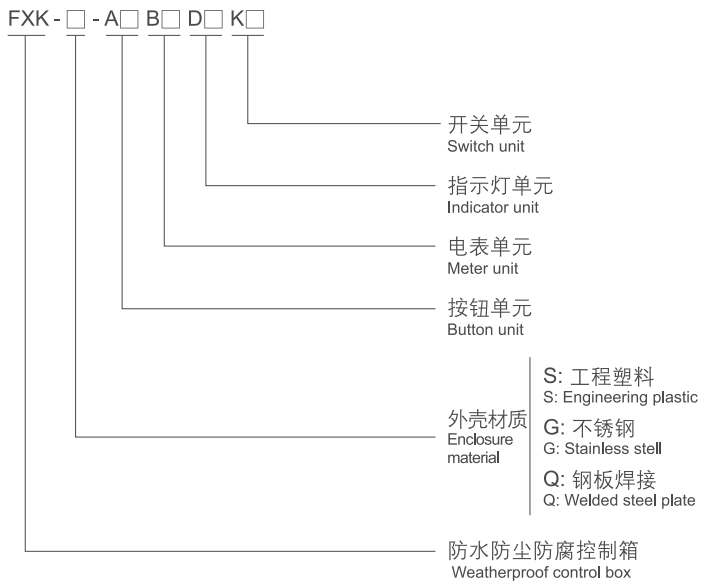 FXK-□-A□ B□ D□ K□
开关单元
Switch unit
指示灯单元
Indicator unit
电表单元
Meter unit
按钮单元
Button unit
外壳材质
Enclosure
material
S: 工程塑料
S: Engineering plastic
G: 不锈钢
G: Stainless stell
Q: 钢板焊接
Q: Welded steel plate
防水防尘防腐控制箱
Weatherproof control box